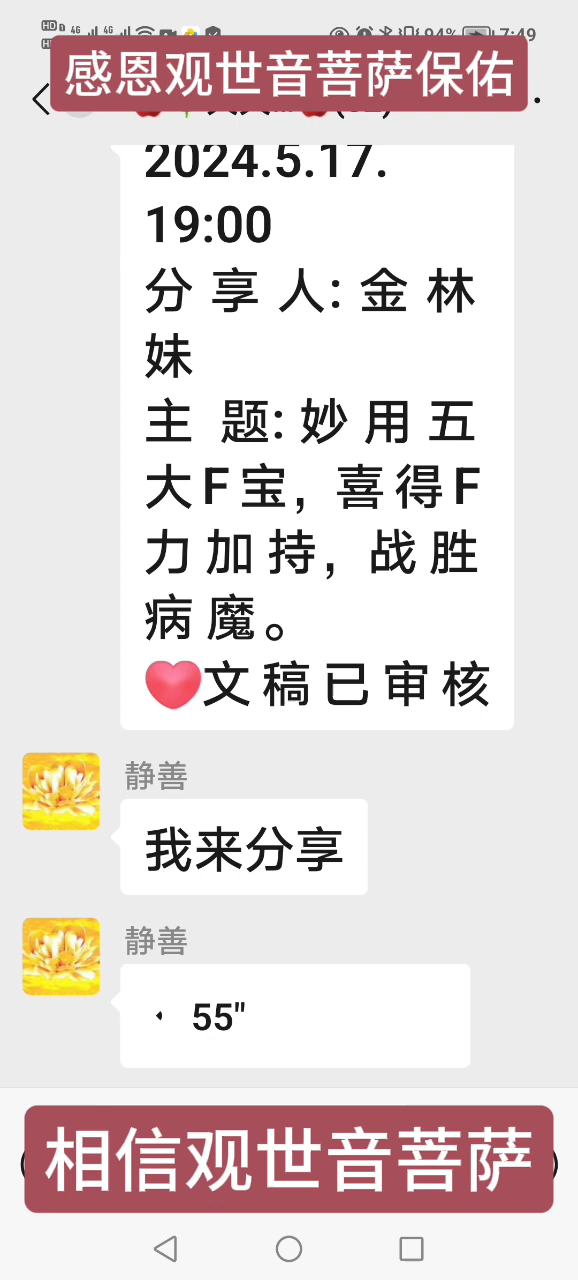 94% 7:49
感恩观世音菩萨保佑
2024.5.17.
19:00
分享人:金林
妹
主 题:妙用五
大F宝，喜得F
力加持，战胜
病魔。
❤文稿已审核
静善
我来分享
静善
55"
相信观世音菩萨